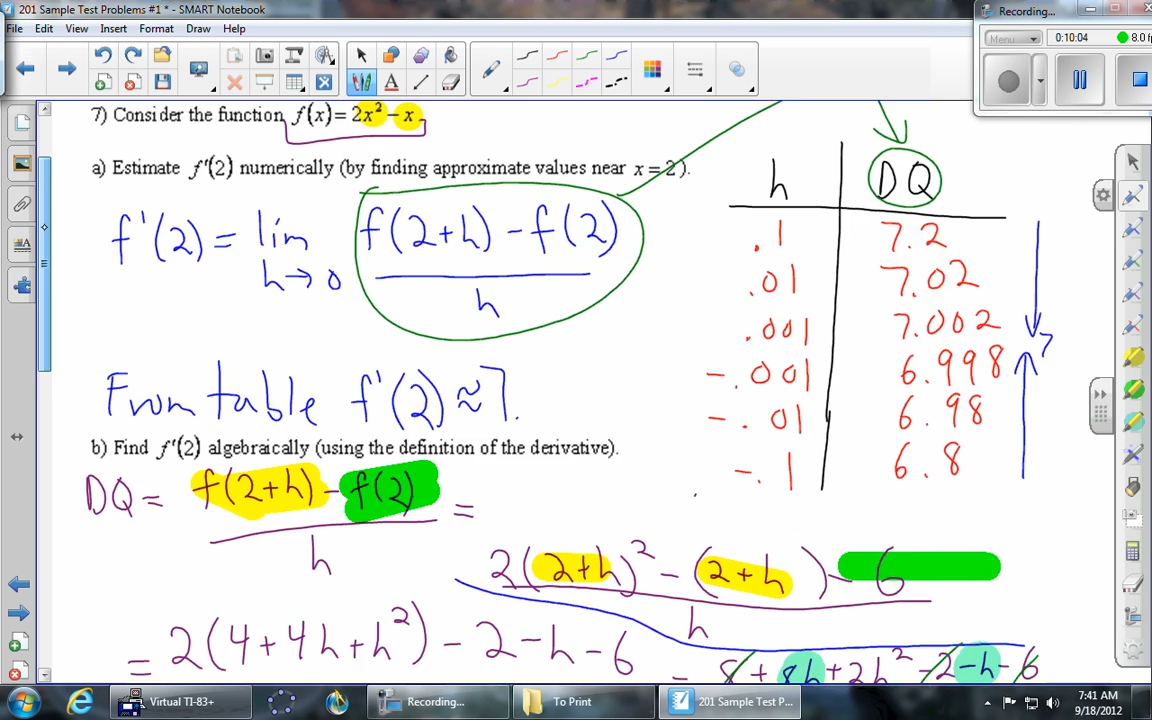 201 Sample Test Problems #1 * - SMART Notebook
Recording...
File Edit View Insert Format Draw Help
Menu
0:10:04
8.0 f
7) Consider the function f(x) = 2x² − x
a) Estimate f′(2) numerically (by finding approximate values near x = 2 ).
h DQ
f'(2) = lim f(2+h) − f(2)
h→0 h
.1 7.2
.01 7.02
.001 7.002
7
-.001 6.998
-.01 6.98
-.1 6.8
From table f'(2) ≈ 7.
b) Find f′(2) algebraically (using the definition of the derivative).
DQ = f(2+h) − f(2) =
h
2(2+h)² − (2+h) − 6
h
= 2(4+4h+h²) − 2 − h − 6
= 8 + 8h + 2h² − 2 − h − 6
Virtual TI-83+
Recording...
To Print
201 Sample Test P...
7:41 AM
9/18/2012